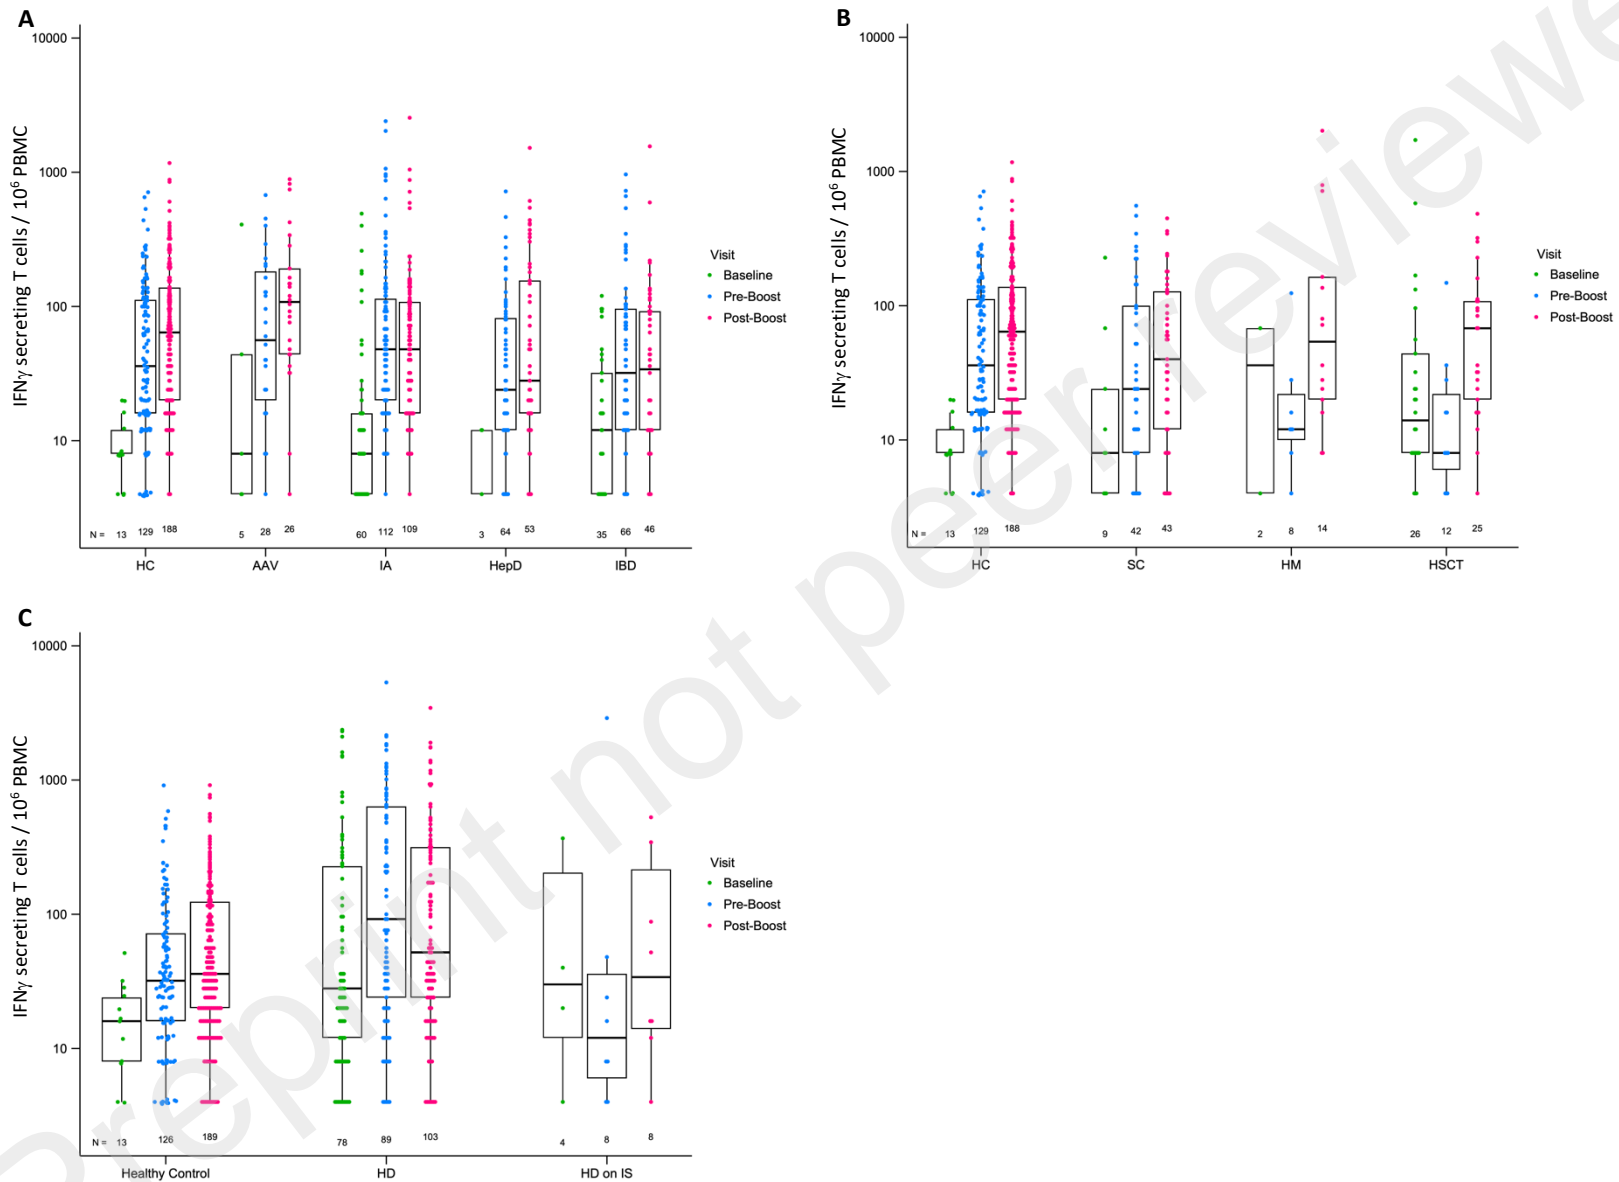 A
IFNγ secreting T cells / 10⁶ PBMC
10000
1000
100
10
N = 13 129 188 5 28 26 60 112 109 3 64 53 35 66 46
HC AAV IA HepD IBD
Visit
Baseline
Pre-Boost
Post-Boost
B
IFNγ secreting T cells / 10⁶ PBMC
10000
1000
100
10
N = 13 129 188 9 42 43 2 8 14 26 12 25
HC SC HM HSCT
Visit
Baseline
Pre-Boost
Post-Boost
C
IFNγ secreting T cells / 10⁶ PBMC
10000
1000
100
10
N = 13 126 189 78 89 103 4 8 8
Healthy Control HD HD on IS
Visit
Baseline
Pre-Boost
Post-Boost
Preprint not peer reviewe